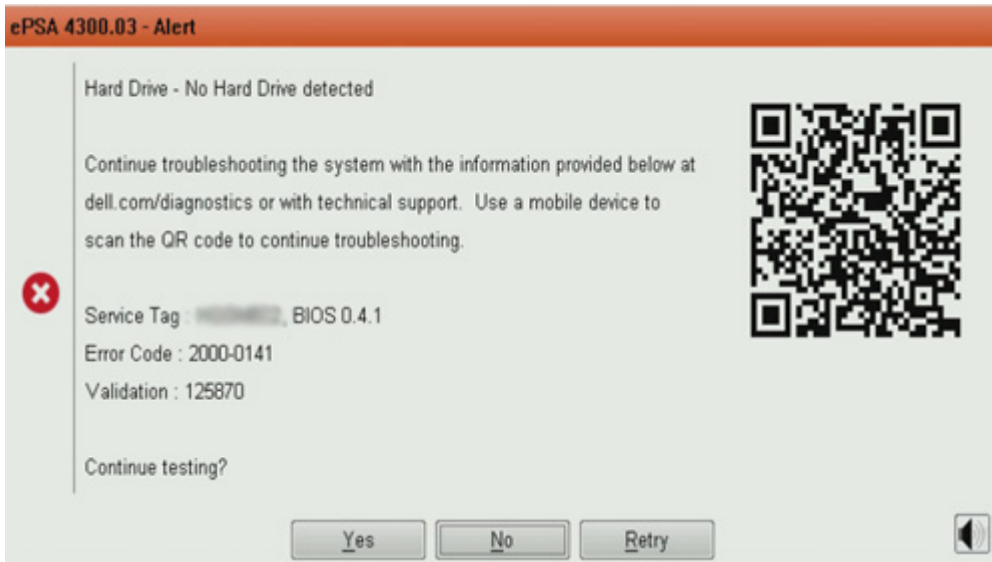 ePSA 4300.03 - Alert
Hard Drive - No Hard Drive detected
Continue troubleshooting the system with the information provided below at
dell.com/diagnostics or with technical support. Use a mobile device to
scan the QR code to continue troubleshooting.
Service Tag : , BIOS 0.4.1
Error Code : 2000-0141
Validation : 125870
Continue testing?
Yes No Retry